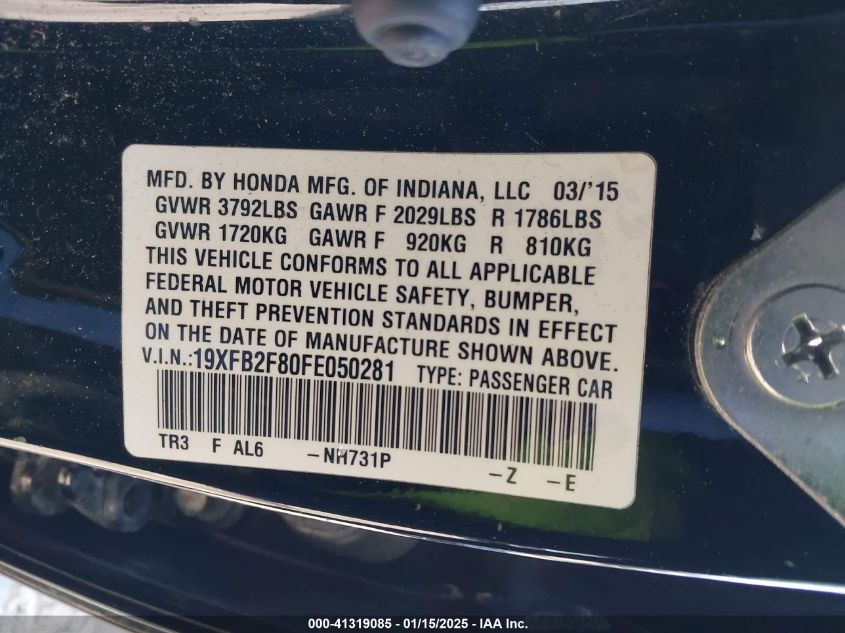 MFD. BY HONDA MFG. OF INDIANA, LLC 03/'15
GVWR 3792LBS GAWR F 2029LBS R 1786LBS
GVWR 1720KG GAWR F 920KG R 810KG
THIS VEHICLE CONFORMS TO ALL APPLICABLE
FEDERAL MOTOR VEHICLE SAFETY, BUMPER,
AND THEFT PREVENTION STANDARDS IN EFFECT
ON THE DATE OF MANUFACTURE SHOWN ABOVE.
V.I.N.:19XFB2F80FE050281 TYPE: PASSENGER CAR
TR3 F AL6 -NH731P -Z -E
000-41319085 - 01/15/2025 - IAA Inc.